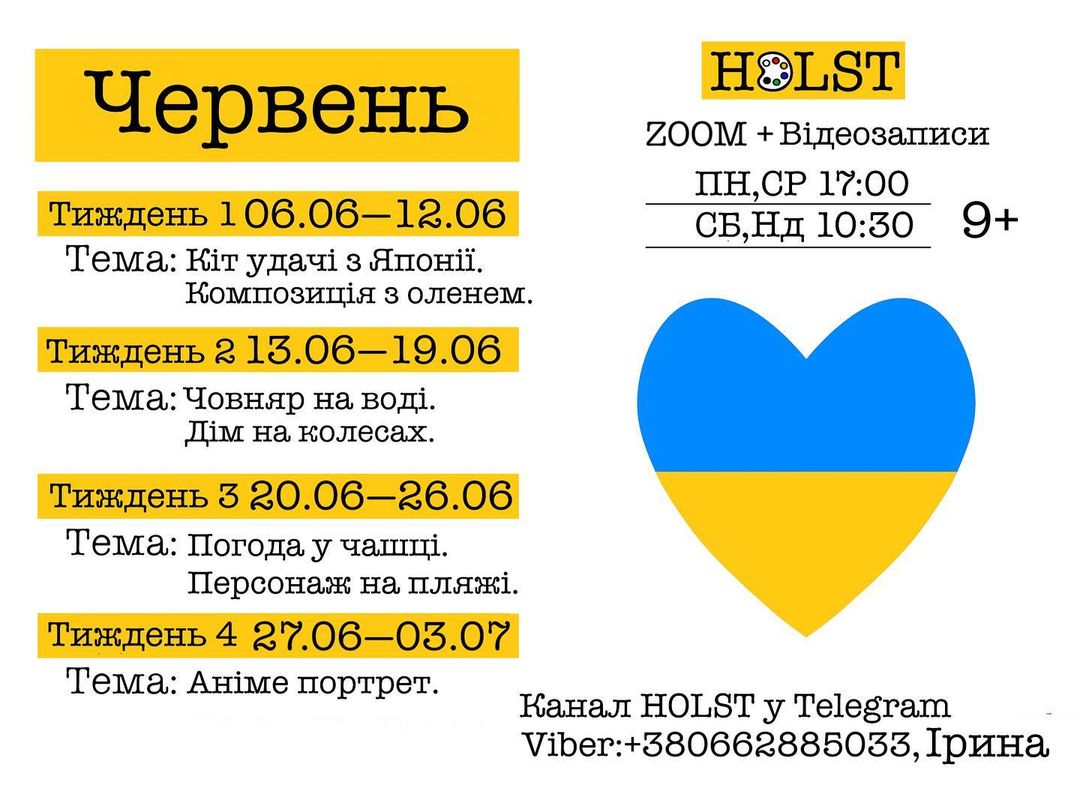 Червень
Тиждень 1 06.06—12.06
Тема: Кіт удачі з Японії.
Композиція з оленем.
Тиждень 2 13.06—19.06
Тема: Човняр на воді.
Дім на колесах.
Тиждень 3 20.06—26.06
Тема: Погода у чашці.
Персонаж на пляжі.
Тиждень 4 27.06—03.07
Тема: Аніме портрет.
HOLST
ZOOM + Відеозаписи
ПН,СР 17:00
СБ,Нд 10:30
9+
Канал HOLST у Telegram
Viber:+380662885033, Ірина